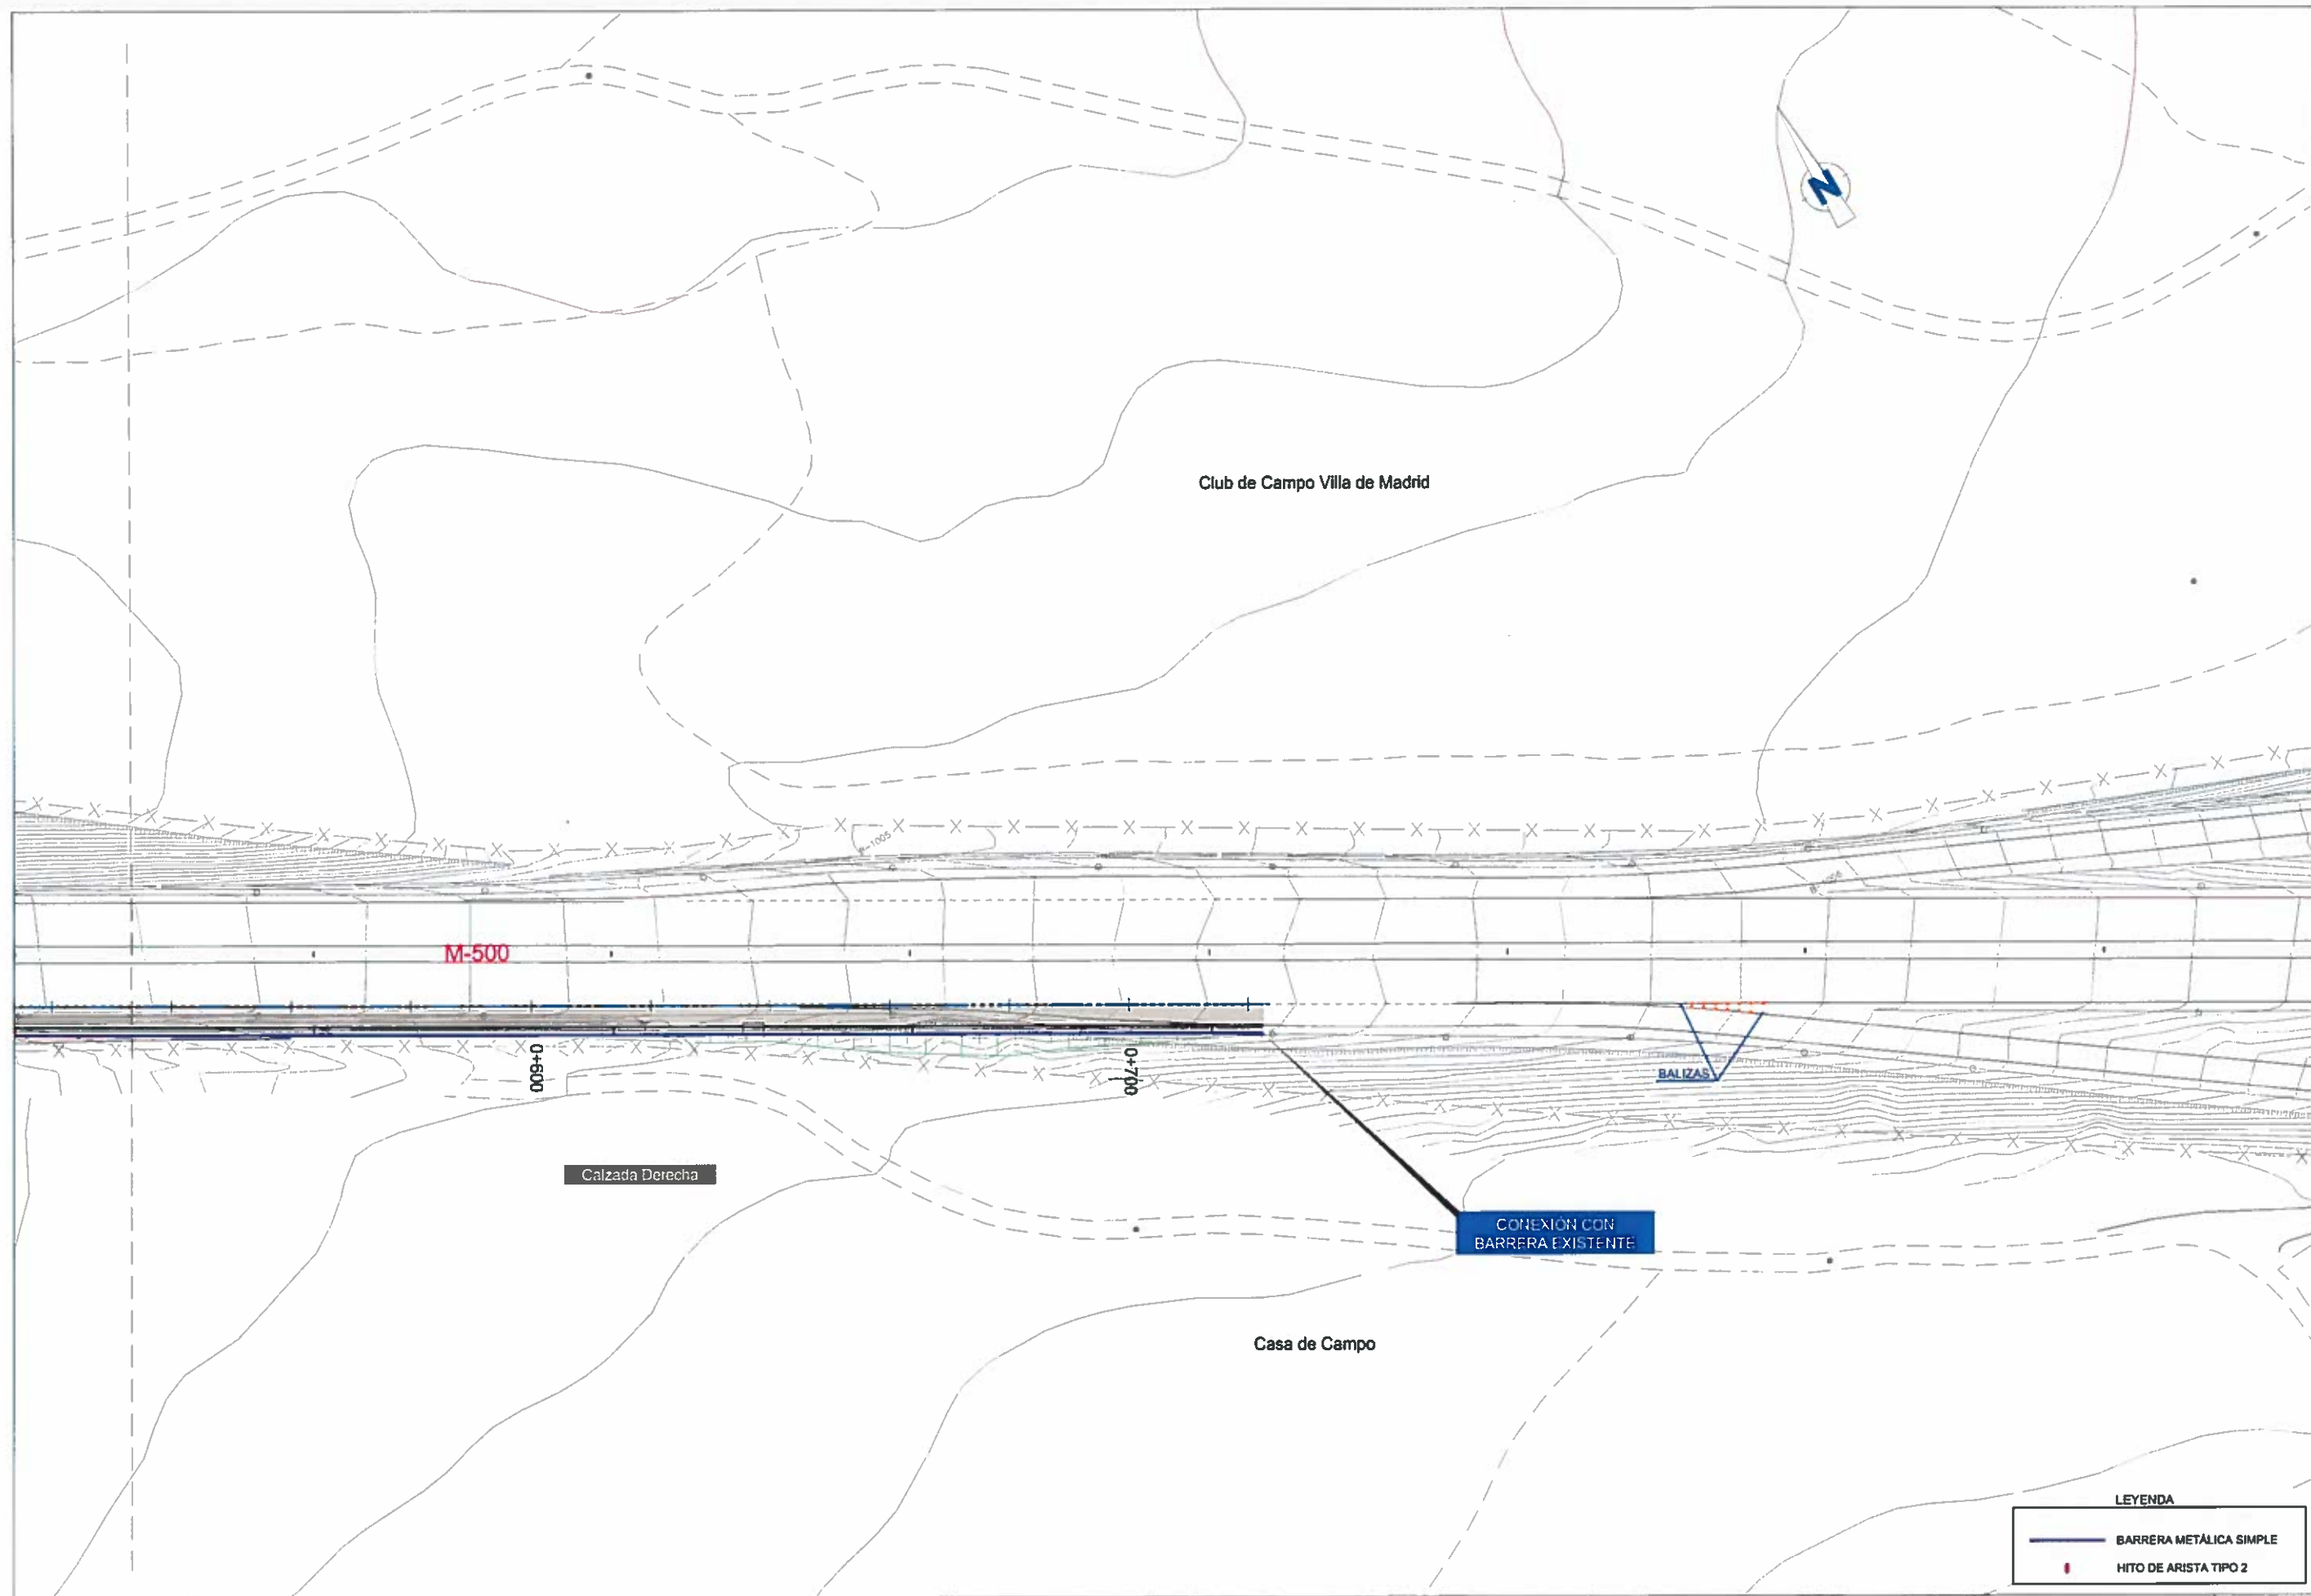 N
Club de Campo Villa de Madrid
R-1005
M-500
0+600
0+700
BALIZAS
Calzada Derecha
CONEXIÓN CON
BARRERA EXISTENTE
Casa de Campo
LEYENDA
BARRERA METÁLICA SIMPLE
HITO DE ARISTA TIPO 2